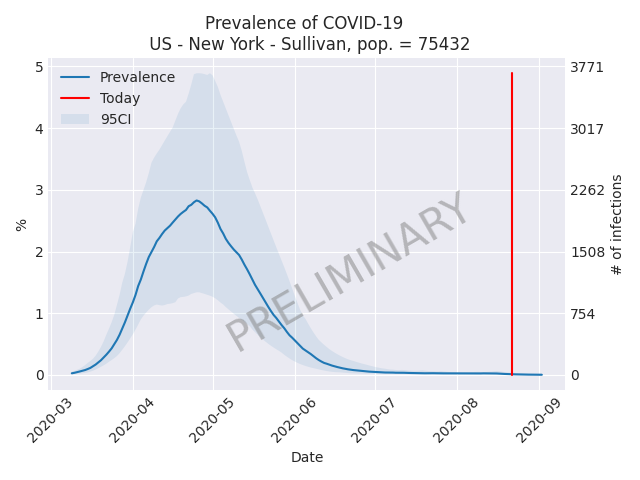 Prevalence of COVID-19
US - New York - Sullivan, pop. = 75432
Prevalence
Today
95CI
5
4
3
2
1
0
%
3771
3017
2262
1508
754
0
# of infections
PRELIMINARY
2020-03
2020-04
2020-05
2020-06
2020-07
2020-08
2020-09
Date